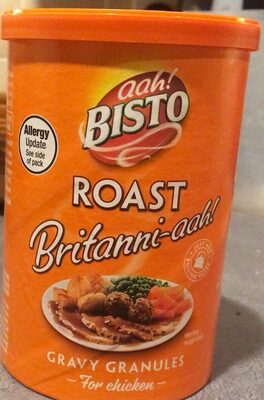 aah!
BISTO
Allergy
Update
See side
of pack
ROAST
Britanni-aah!
GRAVY GRANULES
– For chicken –